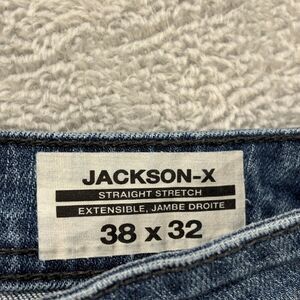 JACKSON-X
STRAIGHT STRETCH
EXTENSIBLE, JAMBE DROITE
38 x 32